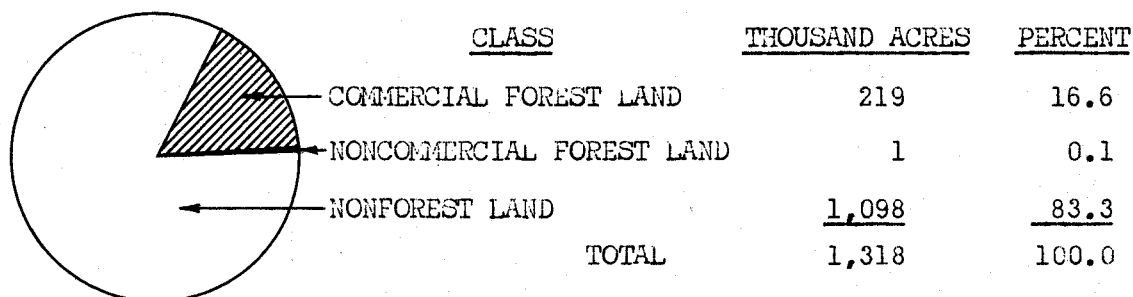 CLASS THOUSAND ACRES PERCENT
COMMERCIAL FOREST LAND 219 16.6
NONCOMMERCIAL FOREST LAND 1 0.1
NONFOREST LAND 1,098 83.3
TOTAL 1,318 100.0